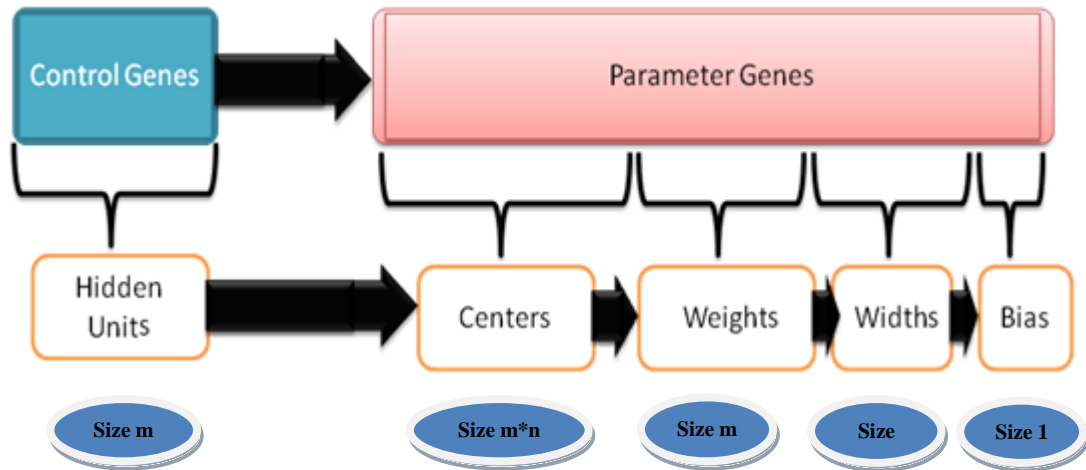 Control Genes
Parameter Genes
Hidden
Units
Centers
Weights
Widths
Bias
Size m
Size m*n
Size m
Size
Size 1